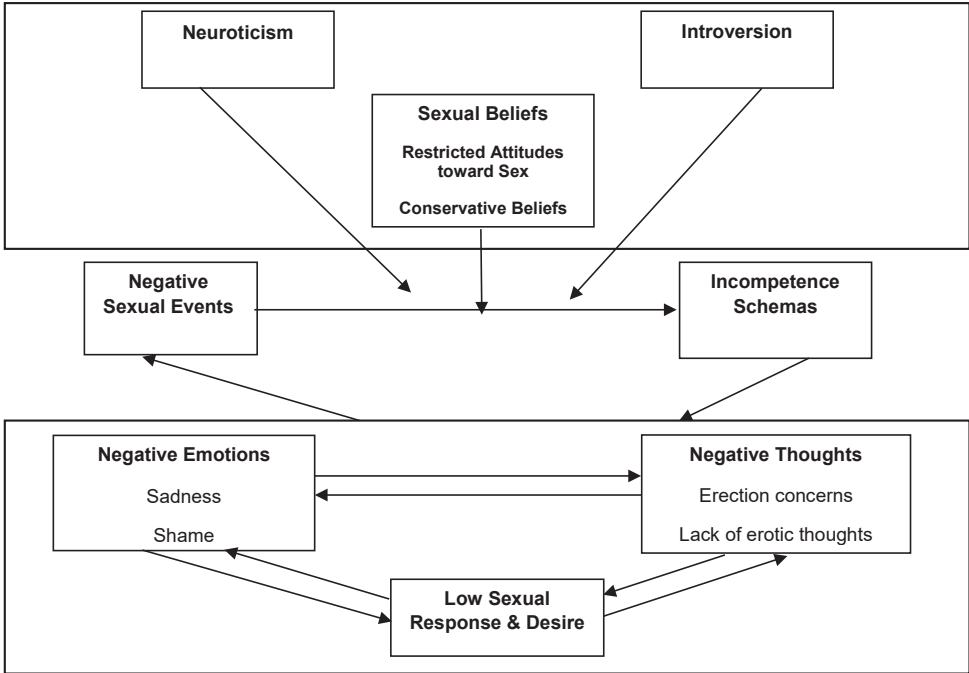 Neuroticism
Introversion
Sexual Beliefs
Restricted Attitudes
toward Sex
Conservative Beliefs
Negative
Sexual Events
Incompetence
Schemas
Negative Emotions
Sadness
Shame
Negative Thoughts
Erection concerns
Lack of erotic thoughts
Low Sexual
Response & Desire